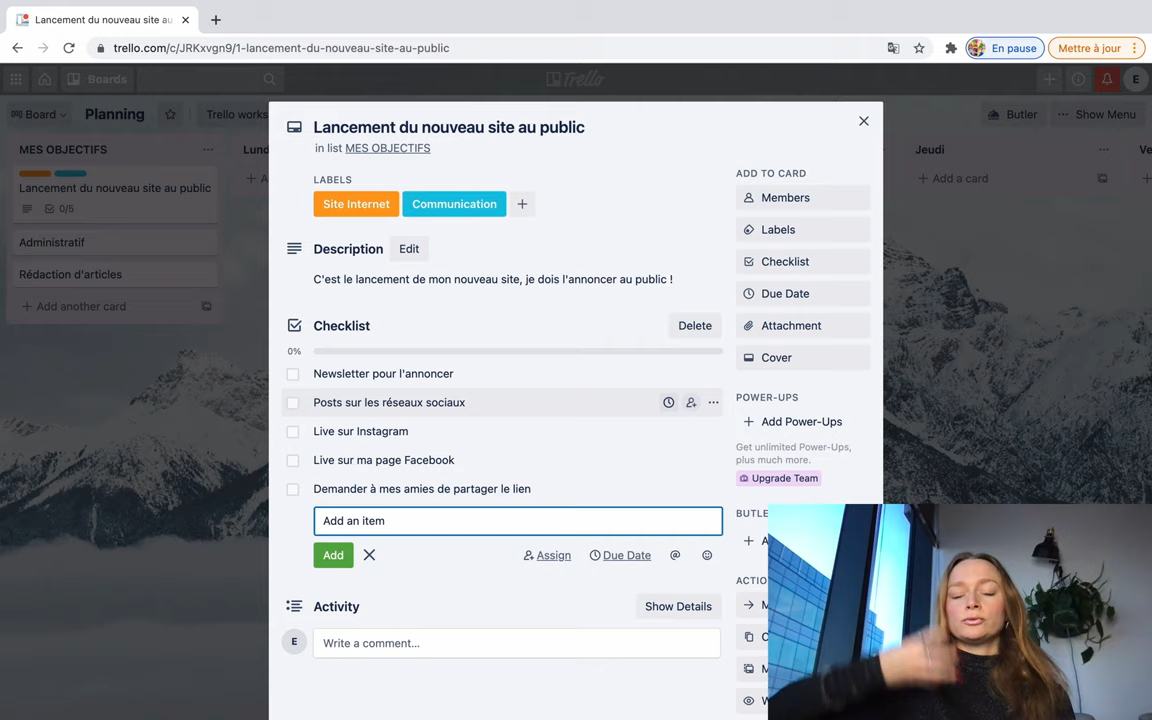 Lancement du nouveau site au
trello.com/c/JRKxvgn9/1-lancement-du-nouveau-site-au-public
En pause
Mettre à jour
Boards
Trello
E
Board
Planning
Trello works
Butler
Show Menu
MES OBJECTIFS
Lancement du nouveau site au public
0/5
Administratif
Rédaction d'articles
Add another card
Lund
Jeudi
Add a card
Ve
Lancement du nouveau site au public
in list MES OBJECTIFS
LABELS
Site Internet
Communication
Description
Edit
C'est le lancement de mon nouveau site, je dois l'annoncer au public !
Checklist
Delete
0%
Newsletter pour l'annoncer
Posts sur les réseaux sociaux
Live sur Instagram
Live sur ma page Facebook
Demander à mes amies de partager le lien
Add an item
Add
Assign
Due Date
Activity
Show Details
E
Write a comment...
ADD TO CARD
Members
Labels
Checklist
Due Date
Attachment
Cover
POWER-UPS
Add Power-Ups
Get unlimited Power-Ups,
plus much more.
Upgrade Team
BUTLE
ACTIO